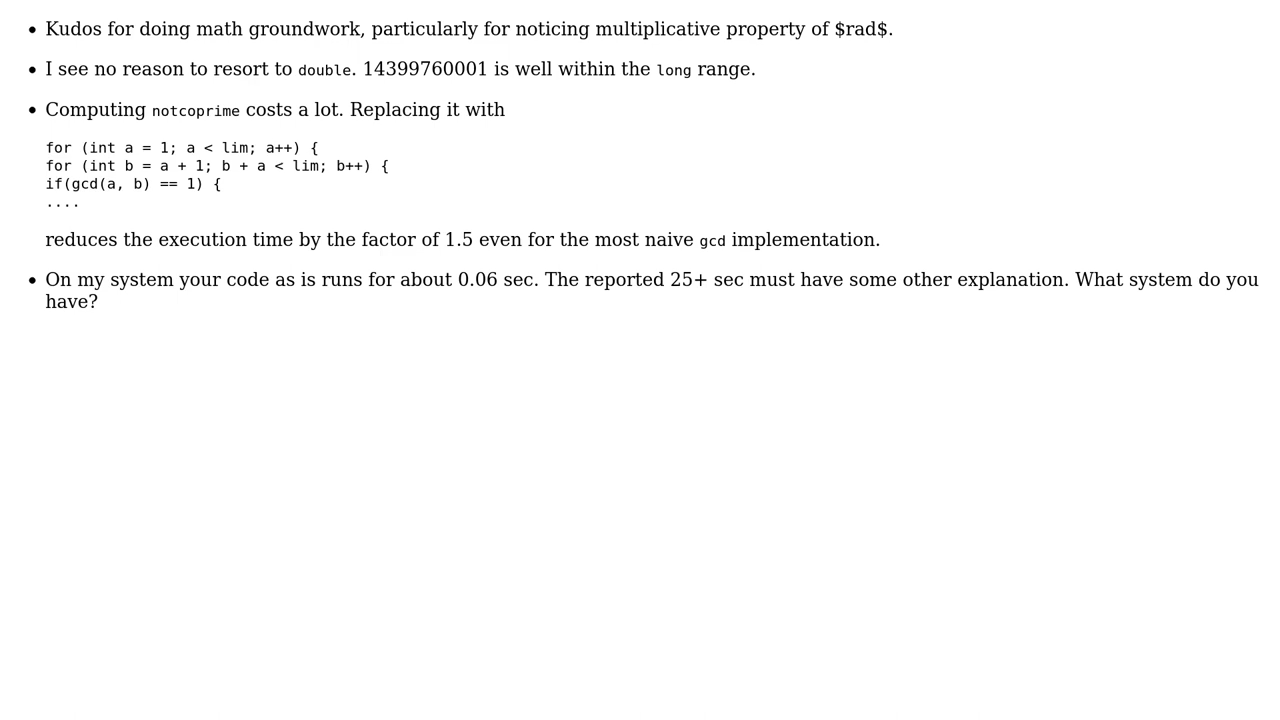 • Kudos for doing math groundwork, particularly for noticing multiplicative property of $rad$.
• I see no reason to resort to double. 14399760001 is well within the long range.
• Computing notcoprime costs a lot. Replacing it with
for (int a = 1; a < lim; a++) {
for (int b = a + 1; b + a < lim; b++) {
if(gcd(a, b) == 1) {
....
reduces the execution time by the factor of 1.5 even for the most naive gcd implementation.
• On my system your code as is runs for about 0.06 sec. The reported 25+ sec must have some other explanation. What system do you
have?